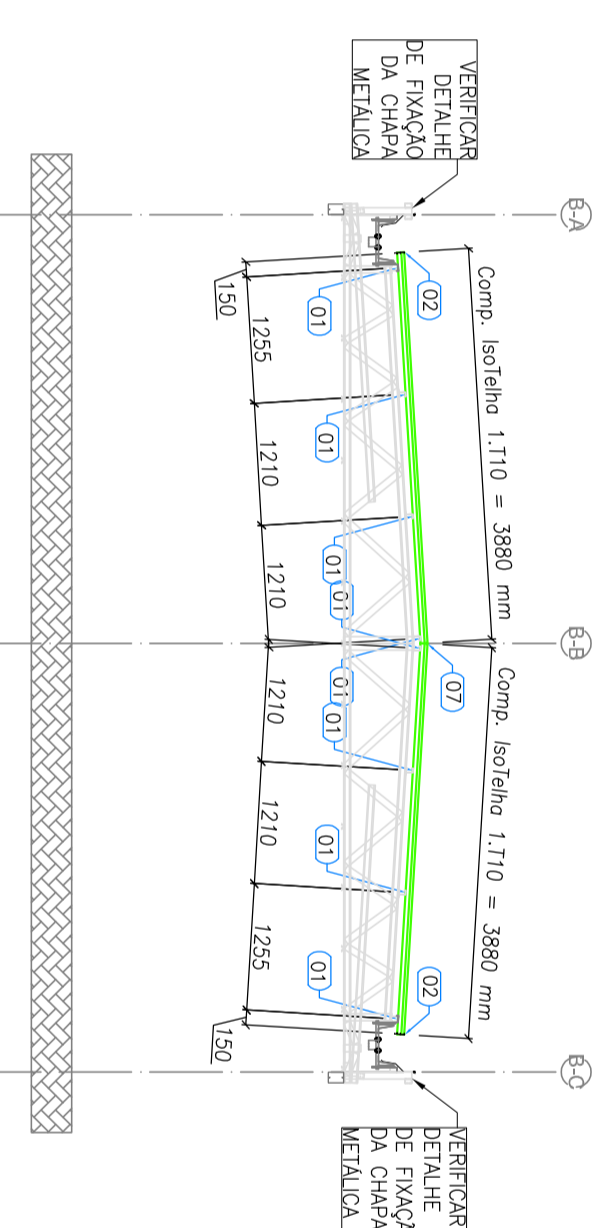 VERIFICAR
DETALHE
DE FIXAÇÃO
DA CHAPA
METÁLICA
B-A
B-B
B-C
Comp. IsoTelha 1.T10 = 3880 mm
Comp. IsoTelha 1.T10 = 3880 mm
02
07
02
01
01
01
01
01
01
01
01
150
1255
1210
1210
1210
1210
1255
150
VERIFICAR
DETALHE
DE FIXAÇÃ
DA CHAPA
METÁLICA